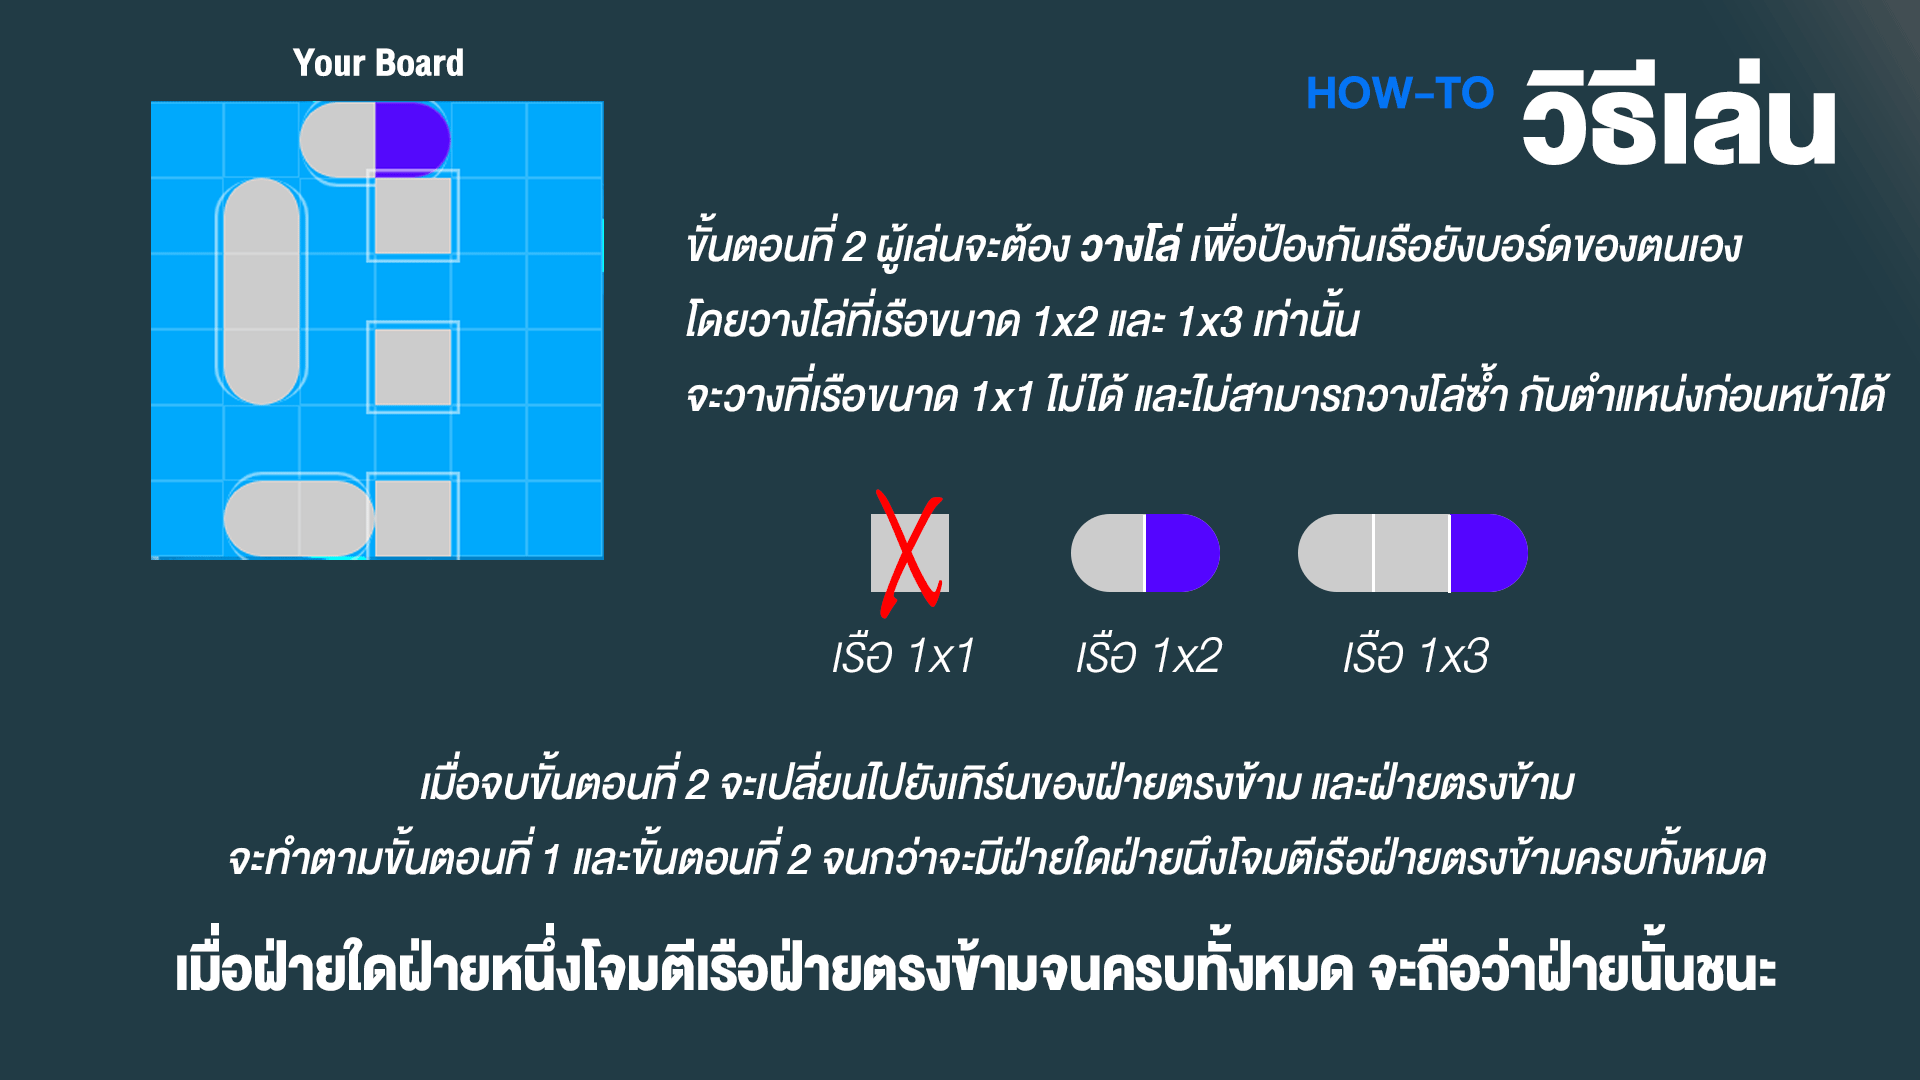 Your Board
HOW-TO วิธีเล่น
ขั้นตอนที่ 2 ผู้เล่นจะต้อง วางโล่ เพื่อป้องกันเรือยังบอร์ดของตนเอง
โดยวางโล่ที่เรือขนาด 1x2 และ 1x3 เท่านั้น
จะวางที่เรือขนาด 1x1 ไม่ได้ และไม่สามารถวางโล่ซ้ำ กับตำแหน่งก่อนหน้าได้
เรือ 1x1 เรือ 1x2 เรือ 1x3
เมื่อจบขั้นตอนที่ 2 จะเปลี่ยนไปยังเทิร์นของฝ่ายตรงข้าม และฝ่ายตรงข้าม
จะทำตามขั้นตอนที่ 1 และขั้นตอนที่ 2 จนกว่าจะมีฝ่ายใดฝ่ายนึงโจมตีเรือฝ่ายตรงข้ามครบทั้งหมด
เมื่อฝ่ายใดฝ่ายหนึ่งโจมตีเรือฝ่ายตรงข้ามจนครบทั้งหมด จะถือว่าฝ่ายนั้นชนะ